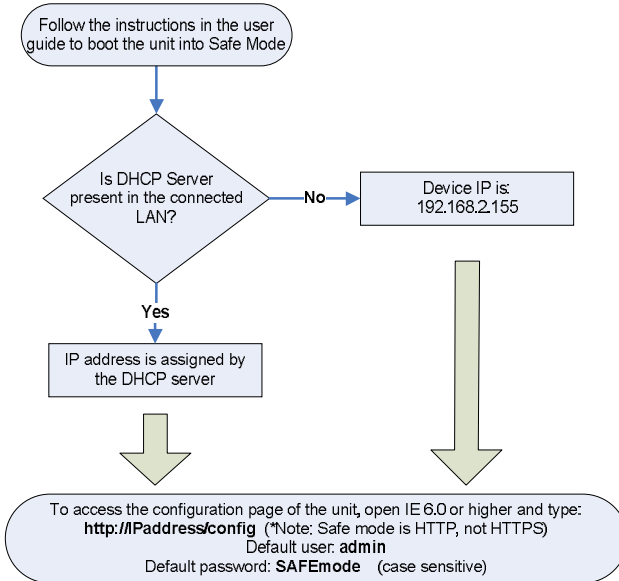 Follow the instructions in the user
guide to boot the unit into Safe Mode
Is DHCP Server
present in the connected
LAN?
No
Device IP is:
192.168.2.155
Yes
IP address is assigned by
the DHCP server
To access the configuration page of the unit, open IE 6.0 or higher and type:
http://IPaddress/config (*Note: Safe mode is HTTP, not HTTPS)
Default user: admin
Default password: SAFEmode (case sensitive)